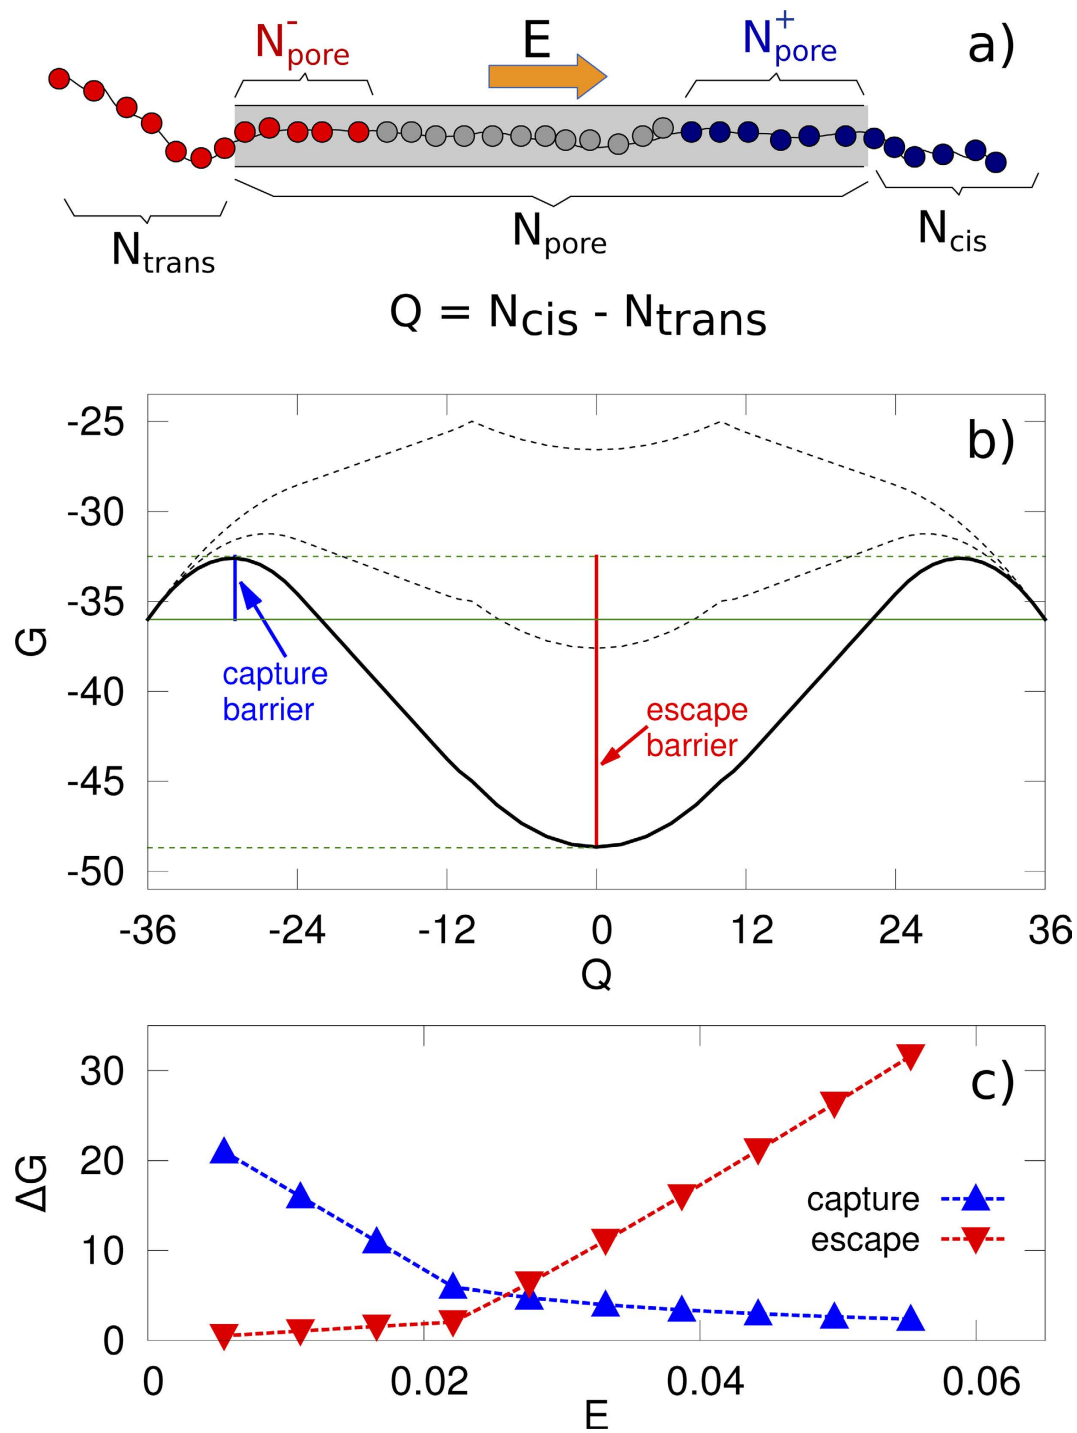 N⁻pore
E
N⁺pore
a)
Ntrans
Npore
Ncis
Q = Ncis - Ntrans
b)
-25
-30
-35
-40
-45
-50
G
capture
barrier
escape
barrier
-36 -24 -12 0 12 24 36
Q
c)
30
20
10
0
ΔG
capture
escape
0 0.02 0.04 0.06
E